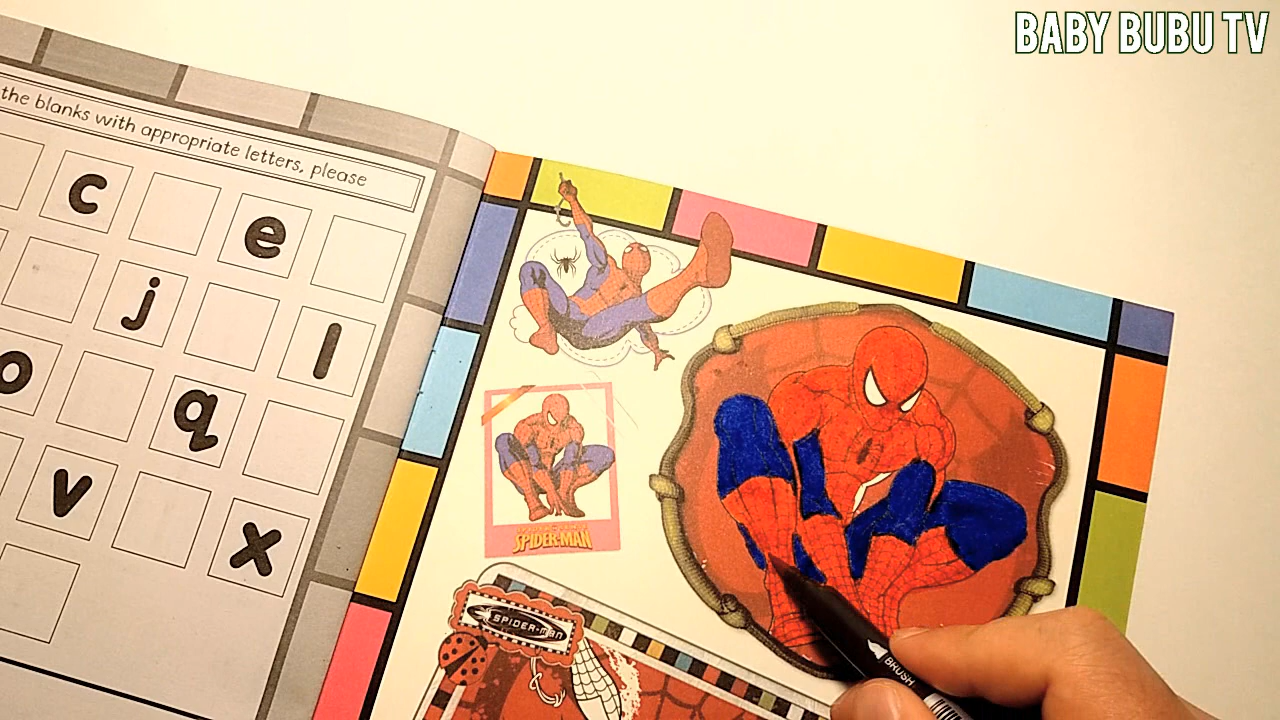 BABY BUBU TV
the blanks with appropriate letters, please
c e
j l
o q
v x
SPIDER-MAN
SPIDER-MAN
BRUSH